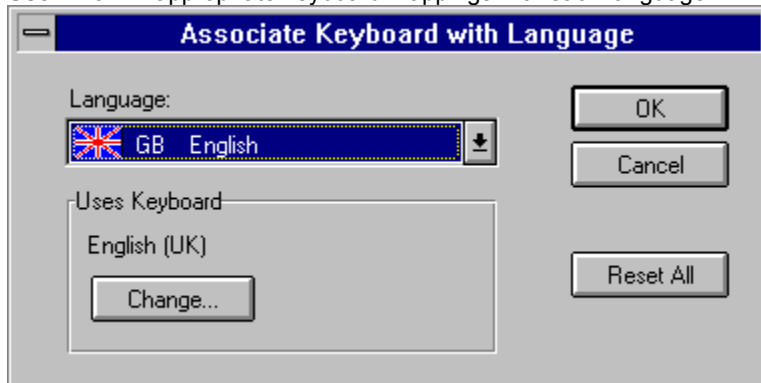 Associate Keyboard with Language
Language:
GB English
OK
Cancel
Uses Keyboard
English (UK)
Change...
Reset All